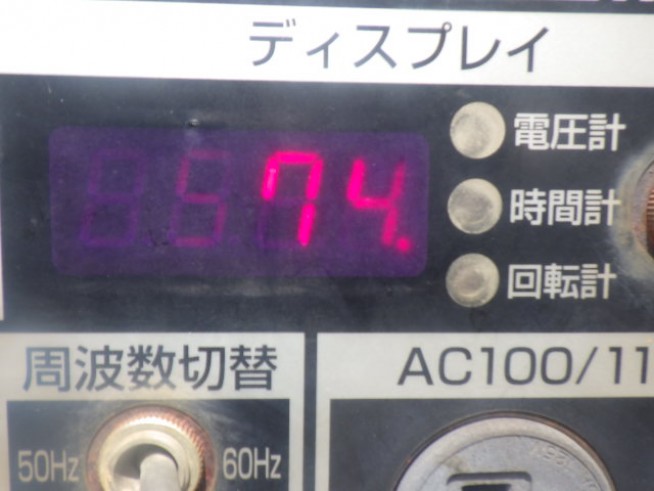 ディスプレイ
74.
電圧計
時間計
回転計
周波数切替
50Hz
60Hz
AC100/11